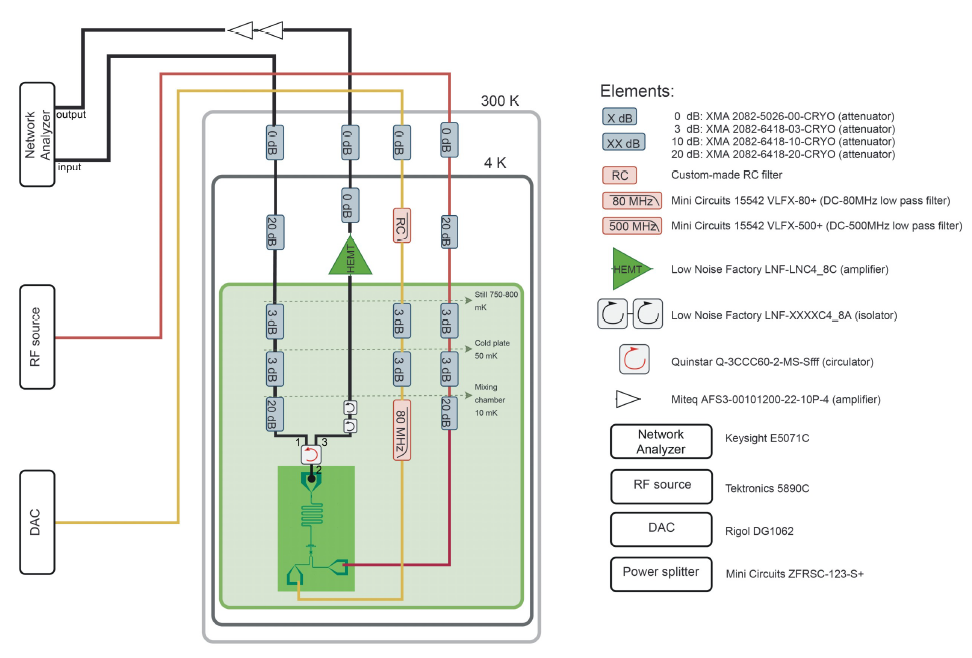 Network
Analyzer
output
input
RF source
DAC
300 K
4 K
0 dB
0 dB
0 dB
0 dB
20 dB
0 dB
RC
20 dB
HEMT
Still 750-800
mK
3 dB
3 dB
3 dB
Cold plate
50 mK
3 dB
3 dB
3 dB
Mixing
chamber
10 mK
20 dB
80 MHz
20 dB
1
3
2
Elements:
X dB
0 dB: XMA 2082-5026-00-CRYO (attenuator)
3 dB: XMA 2082-6418-03-CRYO (attenuator)
XX dB
10 dB: XMA 2082-6418-10-CRYO (attenuator)
20 dB: XMA 2082-6418-20-CRYO (attenuator)
RC
Custom-made RC filter
80 MHz
Mini Circuits 15542 VLFX-80+ (DC-80MHz low pass filter)
500 MHz
Mini Circuits 15542 VLFX-500+ (DC-500MHz low pass filter)
HEMT
Low Noise Factory LNF-LNC4_8C (amplifier)
Low Noise Factory LNF-XXXXC4_8A (isolator)
Quinstar Q-3CCC60-2-MS-Sfff (circulator)
Miteq AFS3-00101200-22-10P-4 (amplifier)
Network
Analyzer
Keysight E5071C
RF source
Tektronics 5890C
DAC
Rigol DG1062
Power splitter
Mini Circuits ZFRSC-123-S+